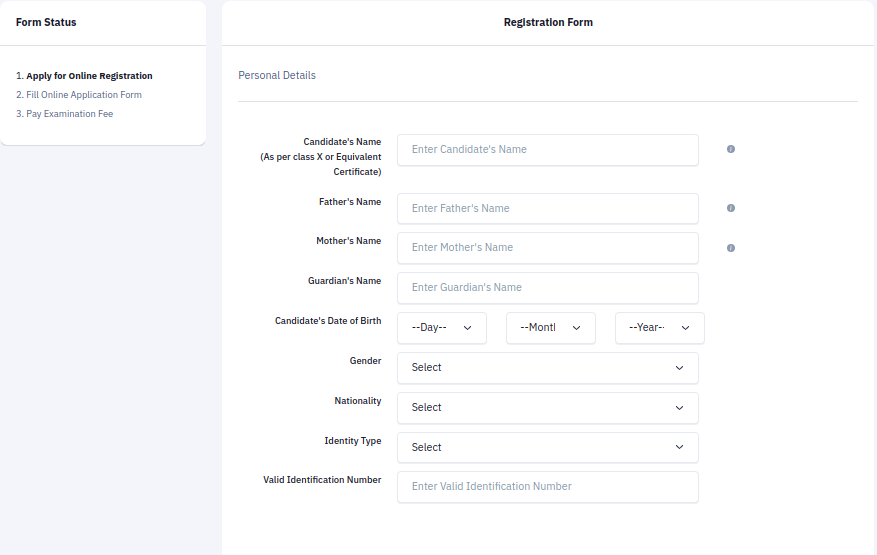 Form Status
1. Apply for Online Registration
2. Fill Online Application Form
3. Pay Examination Fee
Registration Form
Personal Details
Candidate's Name
(As per class X or Equivalent
Certificate)
Enter Candidate's Name
Father's Name
Enter Father's Name
Mother's Name
Enter Mother's Name
Guardian's Name
Enter Guardian's Name
Candidate's Date of Birth
--Day-- --Montl --Year--
Gender
Select
Nationality
Select
Identity Type
Select
Valid Identification Number
Enter Valid Identification Number